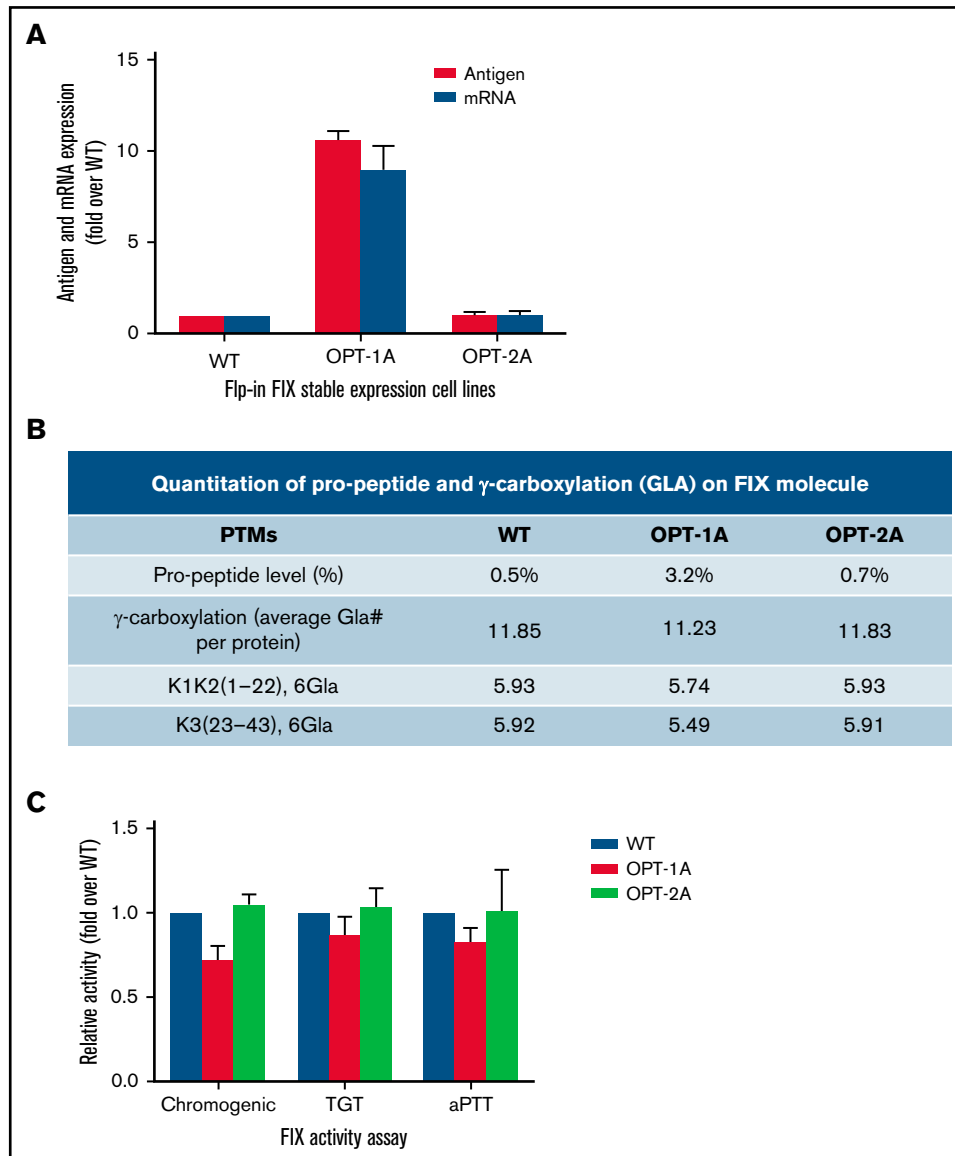 A
15
10
5
0
Antigen and mRNA expression
(fold over WT)
Antigen
mRNA
WT OPT-1A OPT-2A
Flp-in FIX stable expression cell lines
B
Quantitation of pro-peptide and γ-carboxylation (GLA) on FIX molecule
PTMs WT OPT-1A OPT-2A
Pro-peptide level (%) 0.5% 3.2% 0.7%
γ-carboxylation (average Gla#
per protein) 11.85 11.23 11.83
K1K2(1–22), 6Gla 5.93 5.74 5.93
K3(23–43), 6Gla 5.92 5.49 5.91
C
1.5
1.0
0.5
0.0
Relative activity (fold over WT)
WT
OPT-1A
OPT-2A
Chromogenic TGT aPTT
FIX activity assay